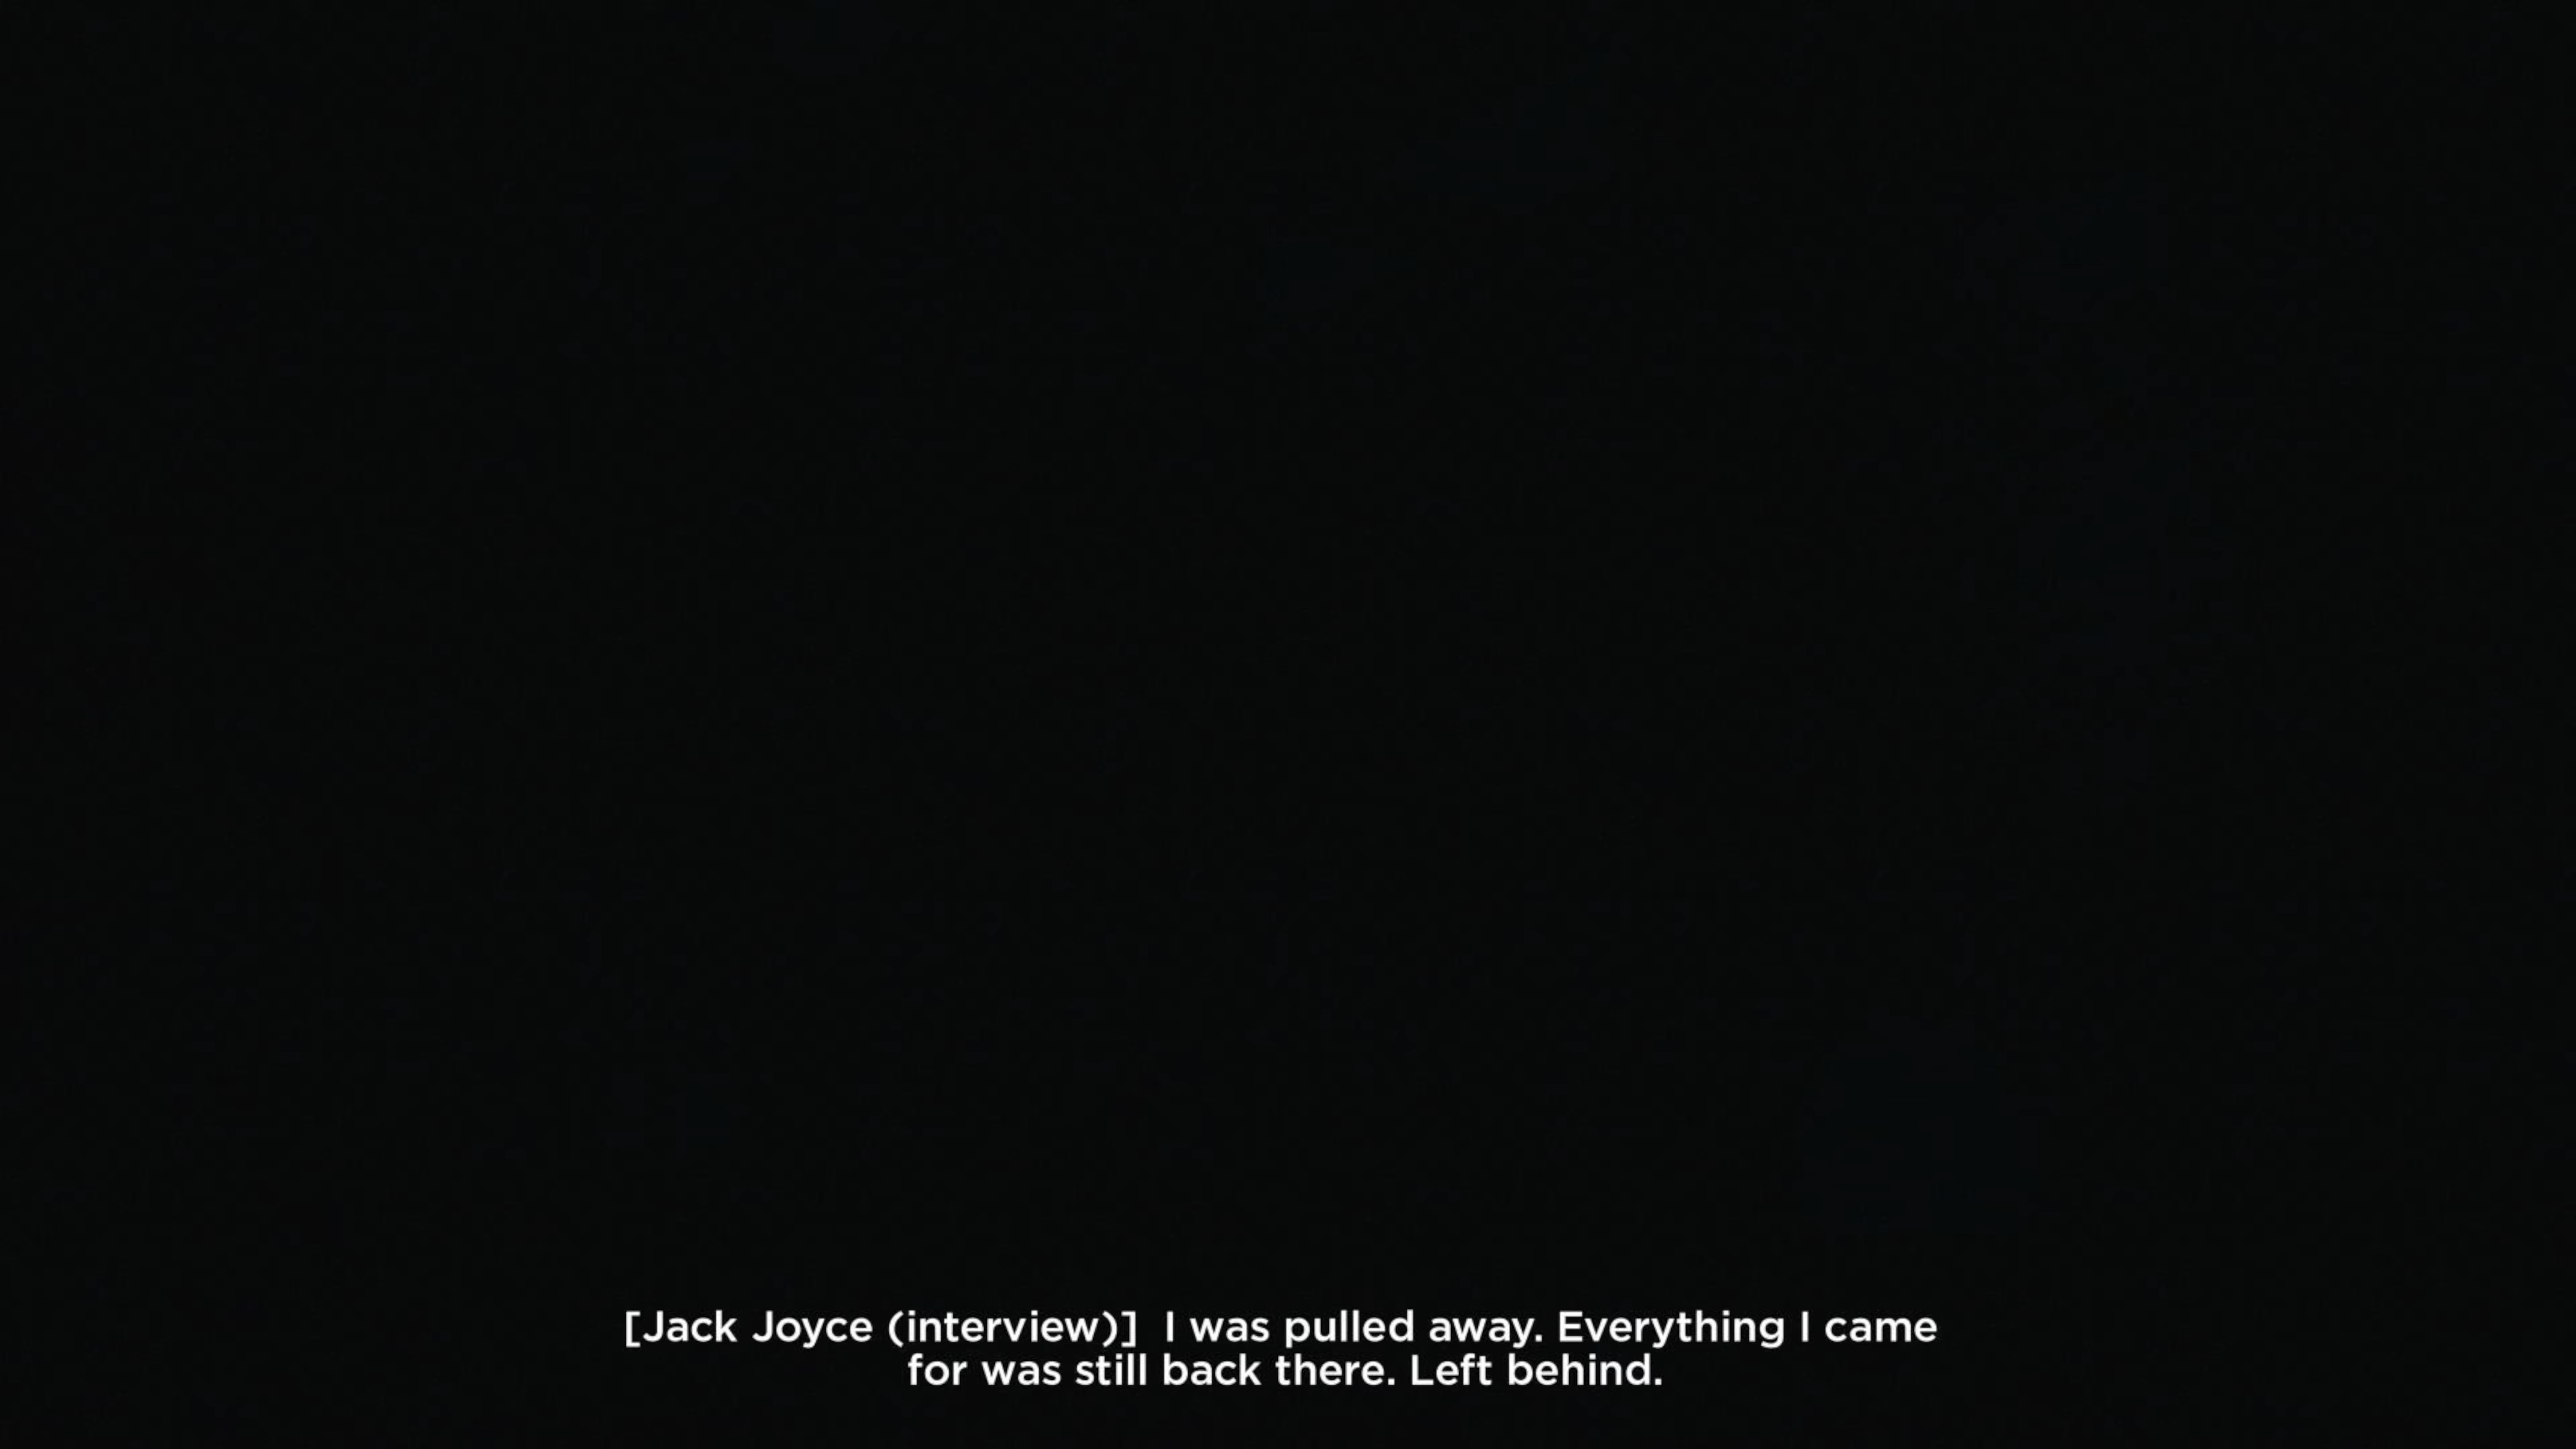 [Jack Joyce (interview)]  I was pulled away. Everything I came
for was still back there. Left behind.